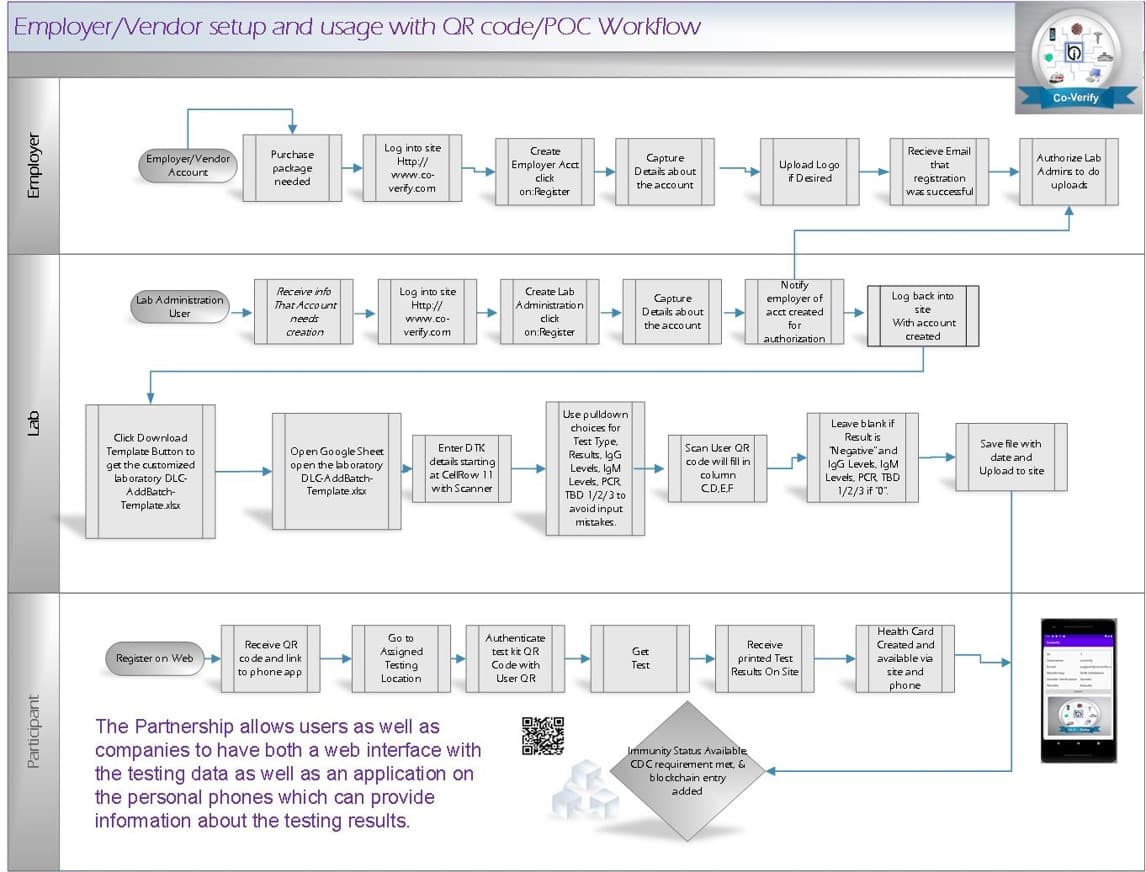 Employer/Vendor setup and usage with QR code/POC Workflow
Co-Verify
Employer
Employer/Vendor
Account
Purchase
package
needed
Log into site
Http://
www.co-
verify.com
Create
Employer Acct
click
on:Register
Capture
Details about
the account
Upload Logo
if Desired
Recieve Email
that
registration
was successful
Authorize Lab
Admins to do
uploads
Lab
Lab Administration
User
Receive info
That Account
needs
creation
Log into site
Http://
www.co-
verify.com
Create Lab
Administration
click
on:Register
Capture
Details about
the account
Notify
employer of
acct created
for
authorization
Log back into
site
With account
created
Click Download
Template Button to
get the customized
laboratory DLC-
AddBatch-
Template.xlsx
Open Google Sheet
open the laboratory
DLC-AddBatch-
Template.xlsx
Enter DTK
details starting
at CellRow 11
with Scanner
Use pulldown
choices for
Test Type,
Results, IgG
Levels, IgM
Levels, PCR,
TBD 1/2/3 to
avoid input
mistakes.
Scan User QR
code will fill in
column
C,D,E,F
Leave blank if
Result is
"Negative" and
IgG Levels, IgM
Levels, PCR, TBD
1/2/3 if "0".
Save file with
date and
Upload to site
Participant
Register on Web
Receive QR
code and link
to phone app
Go to
Assigned
Testing
Location
Authenticate
test kit QR
Code with
User QR
Get
Test
Receive
printed Test
Results On Site
Health Card
Created and
available via
site and
phone
The Partnership allows users as well as
companies to have both a web interface with
the testing data as well as an application on
the personal phones which can provide
information about the testing results.
Immunity Status Available
CDC requirement met, &
blockchain entry
added